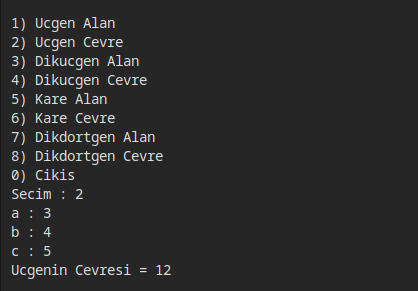 1) Ucgen Alan
2) Ucgen Cevre
3) Dikucgen Alan
4) Dikucgen Cevre
5) Kare Alan
6) Kare Cevre
7) Dikdortgen Alan
8) Dikdortgen Cevre
0) Cikis
Secim : 2
a : 3
b : 4
c : 5
Ucgenin Cevresi = 12